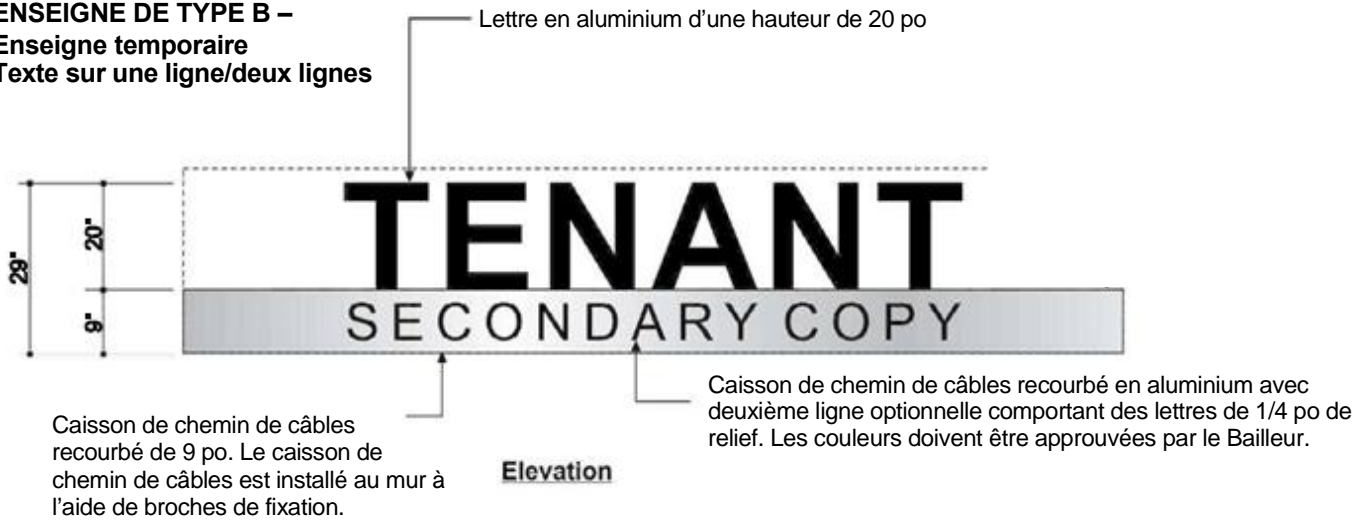 ENSEIGNE DE TYPE B –
Enseigne temporaire
Texte sur une ligne/deux lignes
Lettre en aluminium d'une hauteur de 20 po
29"
20"
9"
TENANT
SECONDARY COPY
Caisson de chemin de câbles
recourbé de 9 po. Le caisson de
chemin de câbles est installé au mur à
l'aide de broches de fixation.
Caisson de chemin de câbles recourbé en aluminium avec
deuxième ligne optionnelle comportant des lettres de 1/4 po de
relief. Les couleurs doivent être approuvées par le Bailleur.
Elevation